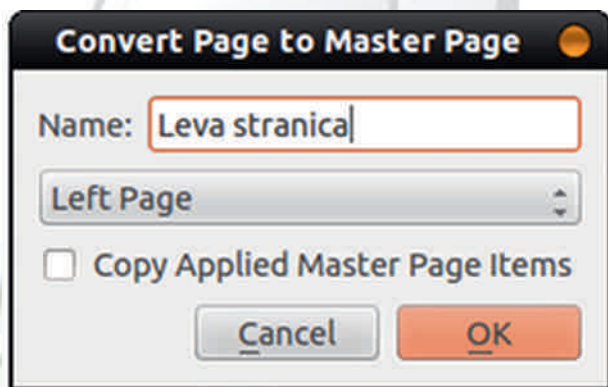 Convert Page to Master Page
Name: Leva stranica
Left Page
Copy Applied Master Page Items
Cancel OK